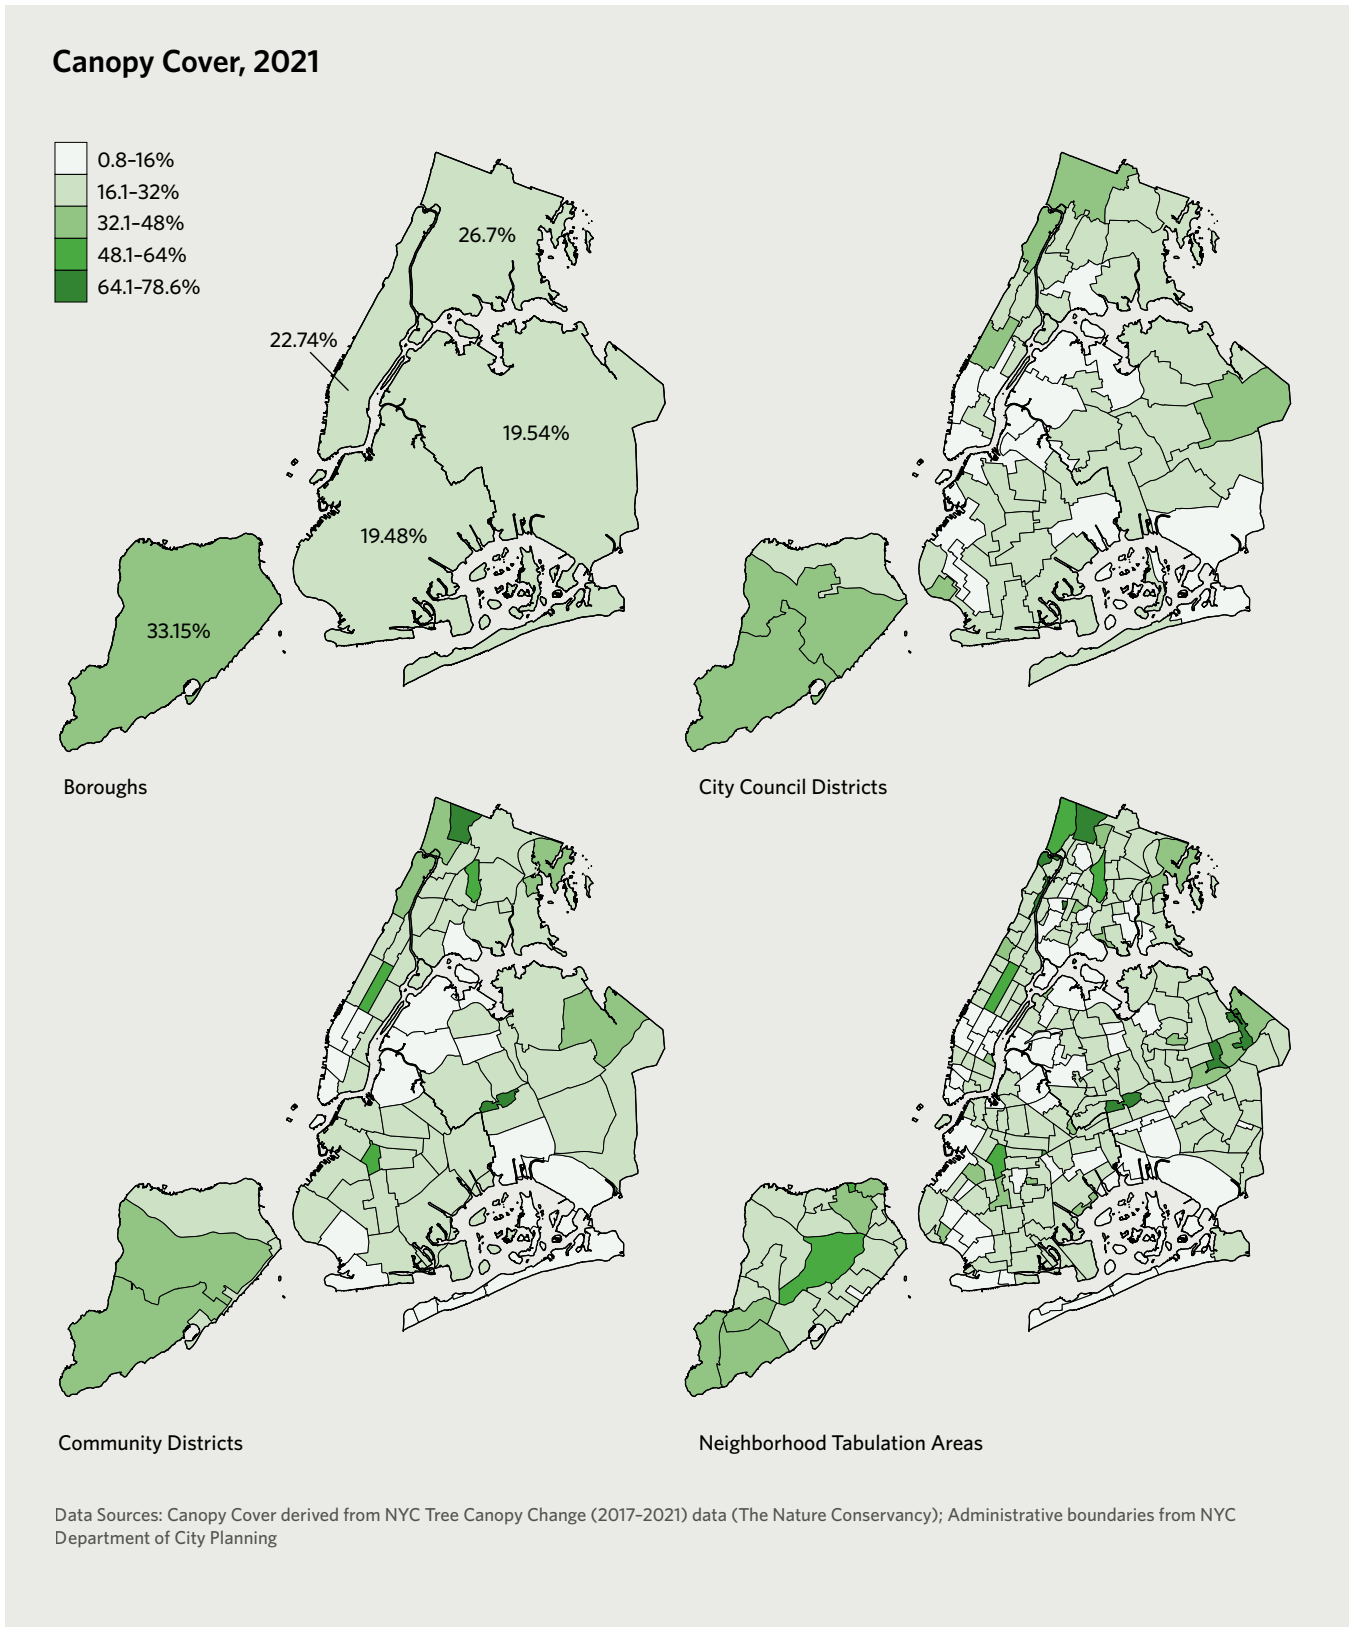 Canopy Cover, 2021
0.8–16%
16.1–32%
32.1–48%
48.1–64%
64.1–78.6%
26.7%
22.74%
19.54%
19.48%
33.15%
Boroughs
City Council Districts
Community Districts
Neighborhood Tabulation Areas
Data Sources: Canopy Cover derived from NYC Tree Canopy Change (2017–2021) data (The Nature Conservancy); Administrative boundaries from NYC
Department of City Planning